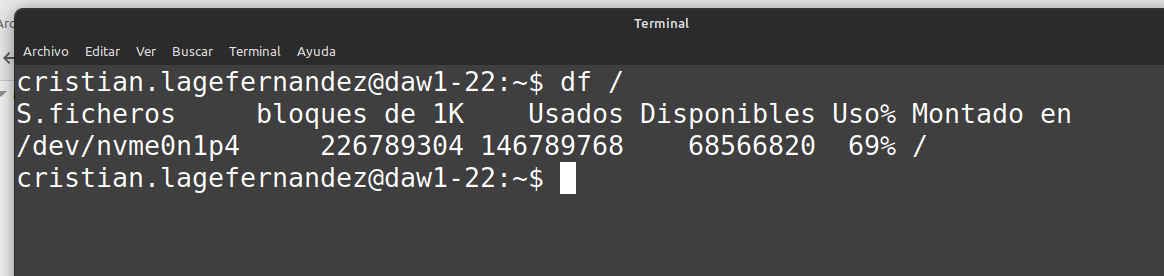 Terminal
Archivo Editar Ver Buscar Terminal Ayuda
cristian.lagefernandez@daw1-22:~$ df /
S.ficheros     bloques de 1K    Usados Disponibles Uso% Montado en
/dev/nvme0n1p4     226789304 146789768    68566820  69% /
cristian.lagefernandez@daw1-22:~$